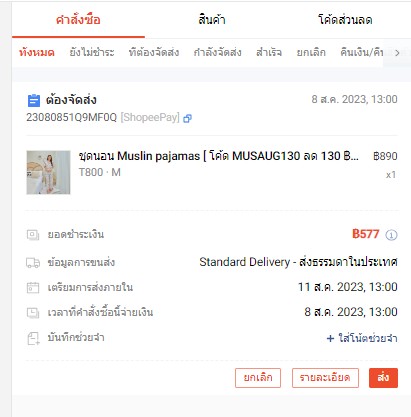 คำสั่งซื้อ สินค้า โค้ดส่วนลด
ทั้งหมด ยังไม่ชำระ ที่ต้องจัดส่ง กำลังจัดส่ง สำเร็จ ยกเลิก คืนเงิน/คืน
ต้องจัดส่ง 8 ส.ค. 2023, 13:00
23080851Q9MF0Q [ShopeePay]
ชุดนอน Muslin pajamas [ โค้ด MUSAUG130 ลด 130 ฿... ฿890
T800 · M x1
ยอดชำระเงิน ฿577
ข้อมูลการขนส่ง Standard Delivery - ส่งธรรมดาในประเทศ
เตรียมการส่งภายใน 11 ส.ค. 2023, 13:00
เวลาที่คำสั่งซื้อนี้จ่ายเงิน 8 ส.ค. 2023, 13:00
บันทึกช่วยจำ + ใส่โน้ตช่วยจำ
ยกเลิก รายละเอียด ส่ง